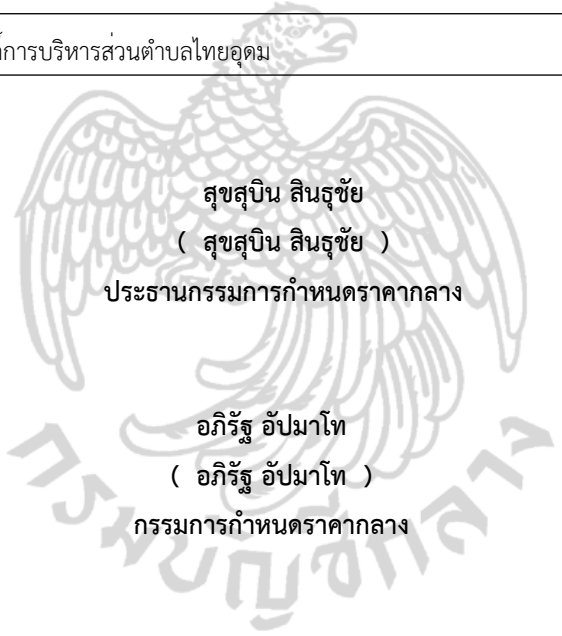 การบริหารส่วนตำบลไทยอุดม
สุขสุบิน สินธุชัย
( สุขสุบิน สินธุชัย )
ประธานกรรมการกำหนดราคากลาง
อภิรัฐ อัปมาโท
( อภิรัฐ อัปมาโท )
กรรมการกำหนดราคากลาง
กรมบัญชีกลาง